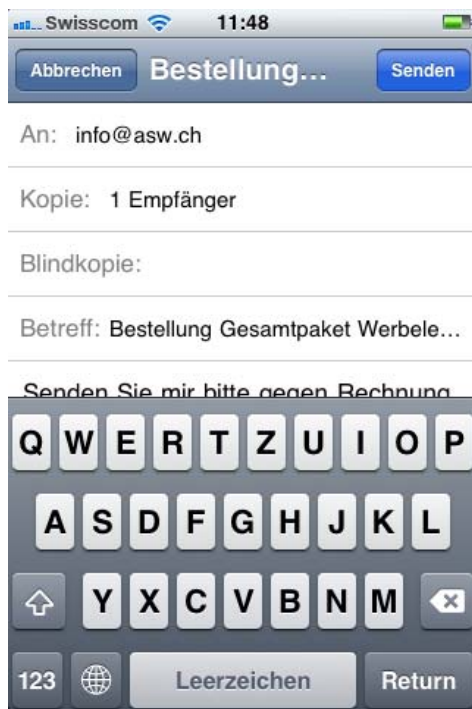 Swisscom 11:48
Abbrechen Bestellung... Senden
An: info@asw.ch
Kopie: 1 Empfänger
Blindkopie:
Betreff: Bestellung Gesamtpaket Werbele...
Senden Sie mir bitte gegen Rechnung
Q W E R T Z U I O P
A S D F G H J K L
Y X C V B N M
123 Leerzeichen Return